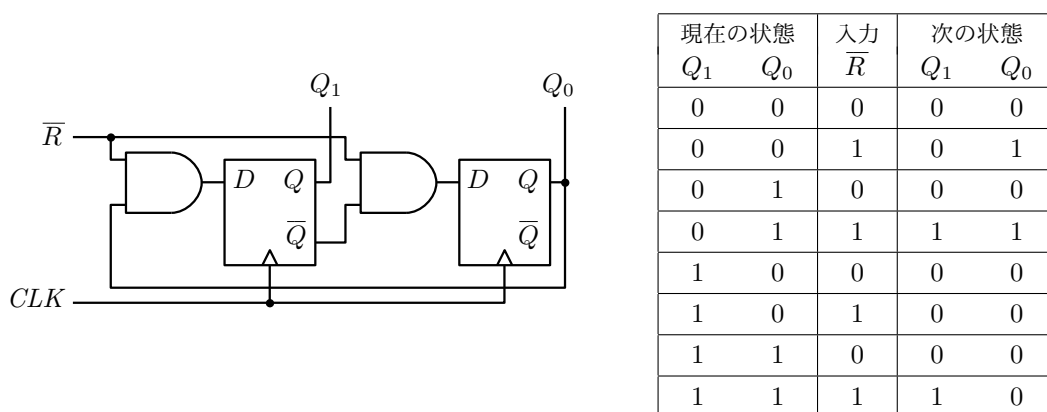 Q₁ Q₀
R̅
D Q D Q
Q̅ Q̅
CLK
現在の状態 入力 次の状態
Q₁ Q₀ R̅ Q₁ Q₀
0 0 0 0 0
0 0 1 0 1
0 1 0 0 0
0 1 1 1 1
1 0 0 0 0
1 0 1 0 0
1 1 0 0 0
1 1 1 1 0